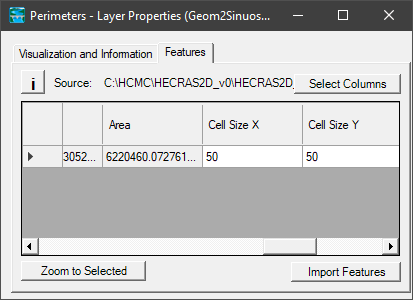 Perimeters - Layer Properties (Geom2Sinuos...
Visualization and Information Features
i Source: C:\HCMC\HECRAS2D_v0\HECRAS2D_ Select Columns
Area Cell Size X Cell Size Y
3052... 6220460.072761... 50 50
Zoom to Selected Import Features